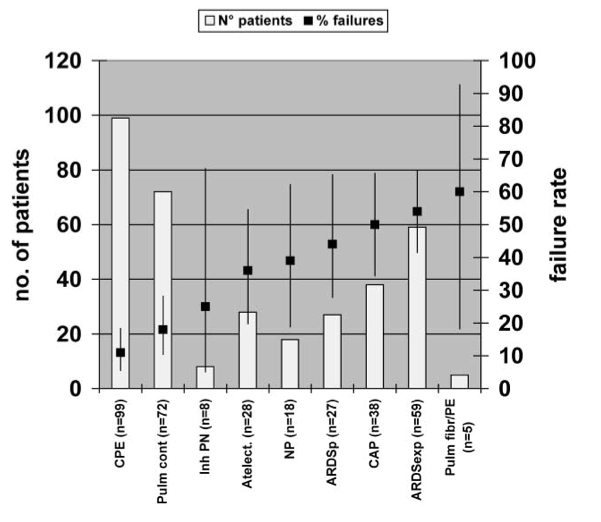 N° patients % failures
120
100
80
60
40
20
0
no. of patients
100
90
80
70
60
50
40
30
20
10
0
failure rate
CPE (n=99)
Pulm cont (n=72)
Inh PN (n=8)
Atelect. (n=28)
NP (n=18)
ARDSp (n=27)
CAP (n=38)
ARDSexp (n=59)
Pulm fibr/PE
(n=5)